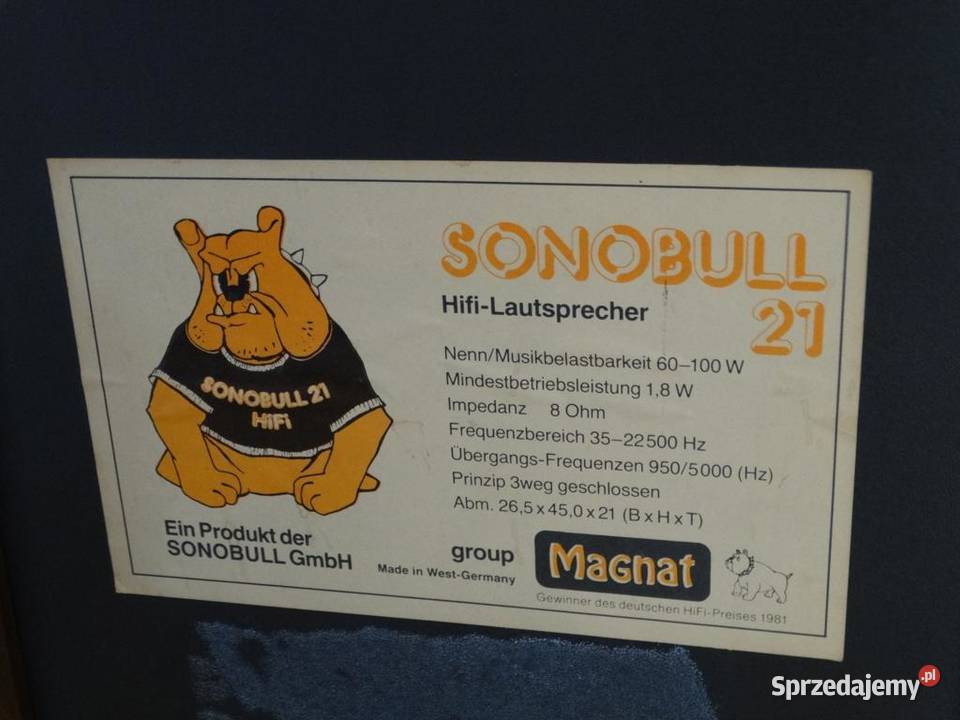 SONOBULL
21
Hifi-Lautsprecher
Nenn/Musikbelastbarkeit 60–100 W
Mindestbetriebsleistung 1,8 W
Impedanz 8 Ohm
Frequenzbereich 35–22500 Hz
Übergangs-Frequenzen 950/5000 (Hz)
Prinzip 3weg geschlossen
Abm. 26,5 x 45,0 x 21 (B x H x T)
SONOBULL 21
HiFi
Ein Produkt der
SONOBULL GmbH
group Magnat
Made in West-Germany
Gewinner des deutschen HiFi-Preises 1981
Sprzedajemy.pl